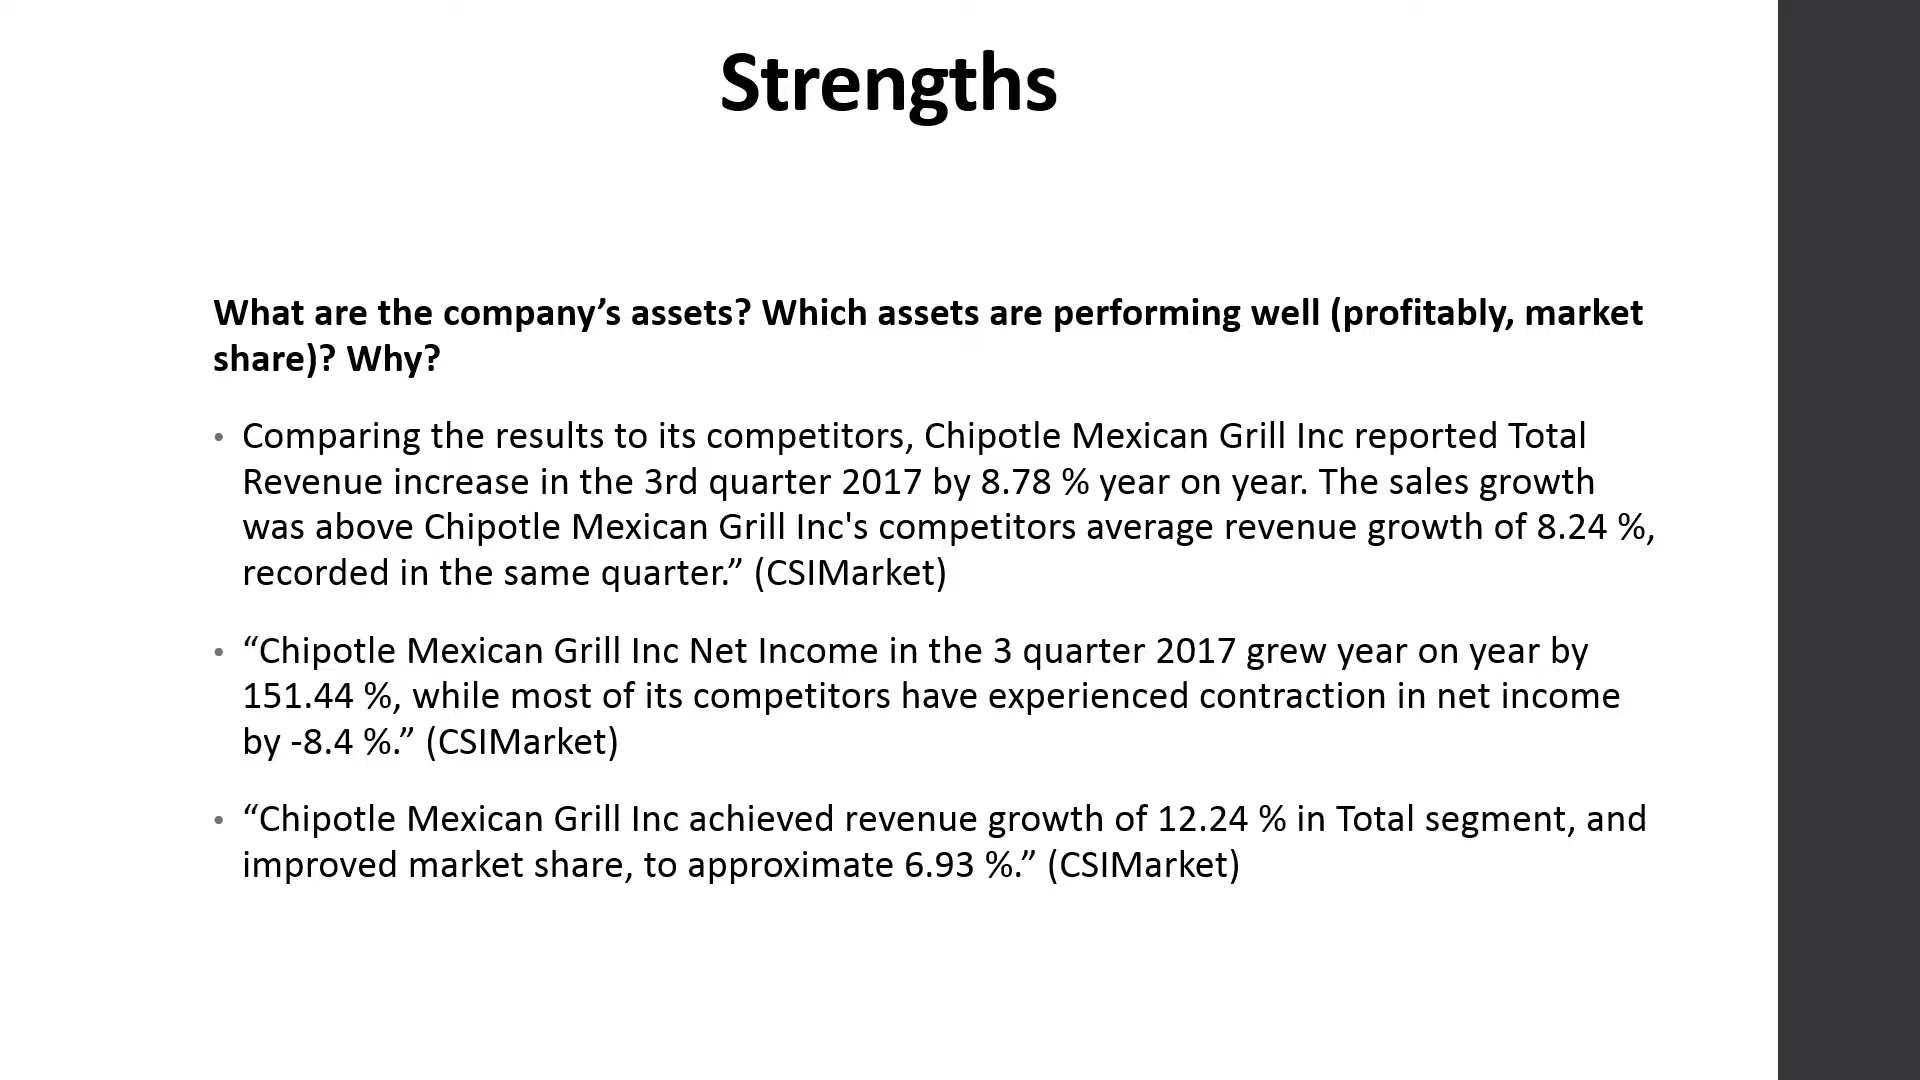 Strengths
What are the company’s assets? Which assets are performing well (profitably, market
share)? Why?
• Comparing the results to its competitors, Chipotle Mexican Grill Inc reported Total
Revenue increase in the 3rd quarter 2017 by 8.78 % year on year. The sales growth
was above Chipotle Mexican Grill Inc's competitors average revenue growth of 8.24 %,
recorded in the same quarter.” (CSIMarket)
• “Chipotle Mexican Grill Inc Net Income in the 3 quarter 2017 grew year on year by
151.44 %, while most of its competitors have experienced contraction in net income
by -8.4 %.” (CSIMarket)
• “Chipotle Mexican Grill Inc achieved revenue growth of 12.24 % in Total segment, and
improved market share, to approximate 6.93 %.” (CSIMarket)